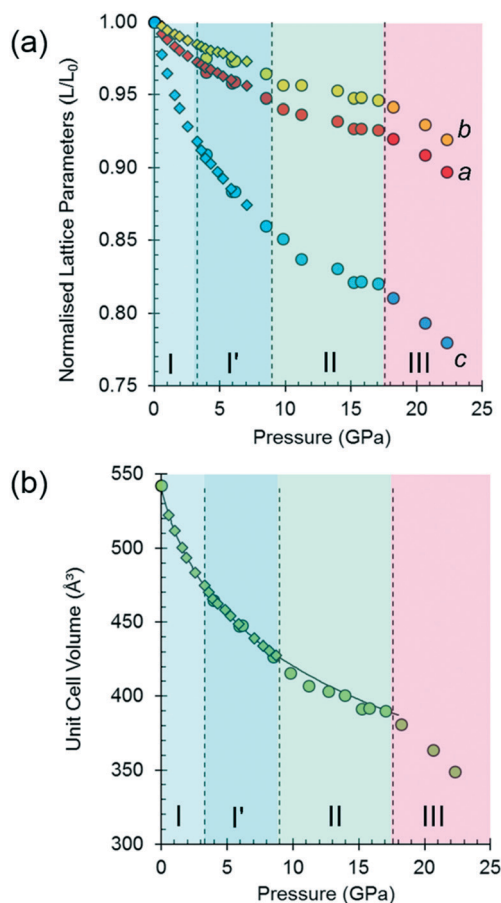 (a)
Normalised Lattice Parameters (L/L₀)
1.00
0.95
0.90
0.85
0.80
0.75
b
a
c
I
I'
II
III
0
5
10
15
20
25
Pressure (GPa)
(b)
Unit Cell Volume (Å³)
550
500
450
400
350
300
I
I'
II
III
0
5
10
15
20
25
Pressure (GPa)